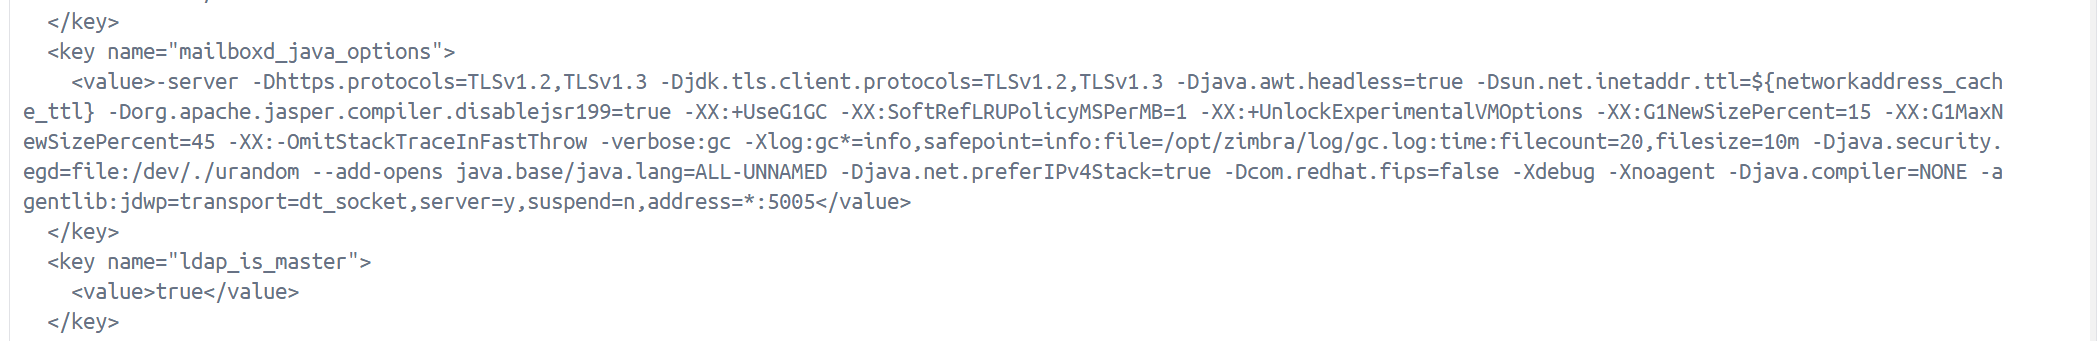 </key>
<key name="mailboxd_java_options">
<value>-server -Dhttps.protocols=TLSv1.2,TLSv1.3 -Djdk.tls.client.protocols=TLSv1.2,TLSv1.3 -Djava.awt.headless=true -Dsun.net.inetaddr.ttl=${networkaddress_cach
e_ttl} -Dorg.apache.jasper.compiler.disablejsr199=true -XX:+UseG1GC -XX:SoftRefLRUPolicyMSPerMB=1 -XX:+UnlockExperimentalVMOptions -XX:G1NewSizePercent=15 -XX:G1MaxN
ewSizePercent=45 -XX:-OmitStackTraceInFastThrow -verbose:gc -Xlog:gc*=info,safepoint=info:file=/opt/zimbra/log/gc.log:time:filecount=20,filesize=10m -Djava.security.
egd=file:/dev/./urandom --add-opens java.base/java.lang=ALL-UNNAMED -Djava.net.preferIPv4Stack=true -Dcom.redhat.fips=false -Xdebug -Xnoagent -Djava.compiler=NONE -a
gentlib:jdwp=transport=dt_socket,server=y,suspend=n,address=*:5005</value>
</key>
<key name="ldap_is_master">
<value>true</value>
</key>